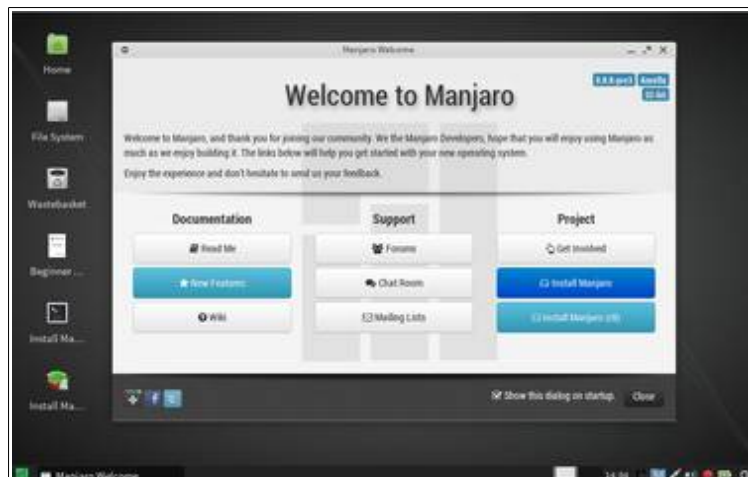 Home
File System
Wastebasket
Beginner ...
Install Ma...
Install Ma...
Manjaro Welcome
Welcome to Manjaro
Welcome to Manjaro, and thank you for joining our community. We the Manjaro Developers, hope that you will enjoy using Manjaro as
much as we enjoy building it. The links below will help you get started with your new operating system.
Enjoy the experience and don't hesitate to send us your feedback.
Documentation
Support
Project
Read Me
Forums
Get Involved
New Features
Chat Room
Install Manjaro
Wiki
Mailing Lists
Install Manjaro (cli)
Show this dialog on startup.
Close
Manjaro Welcome